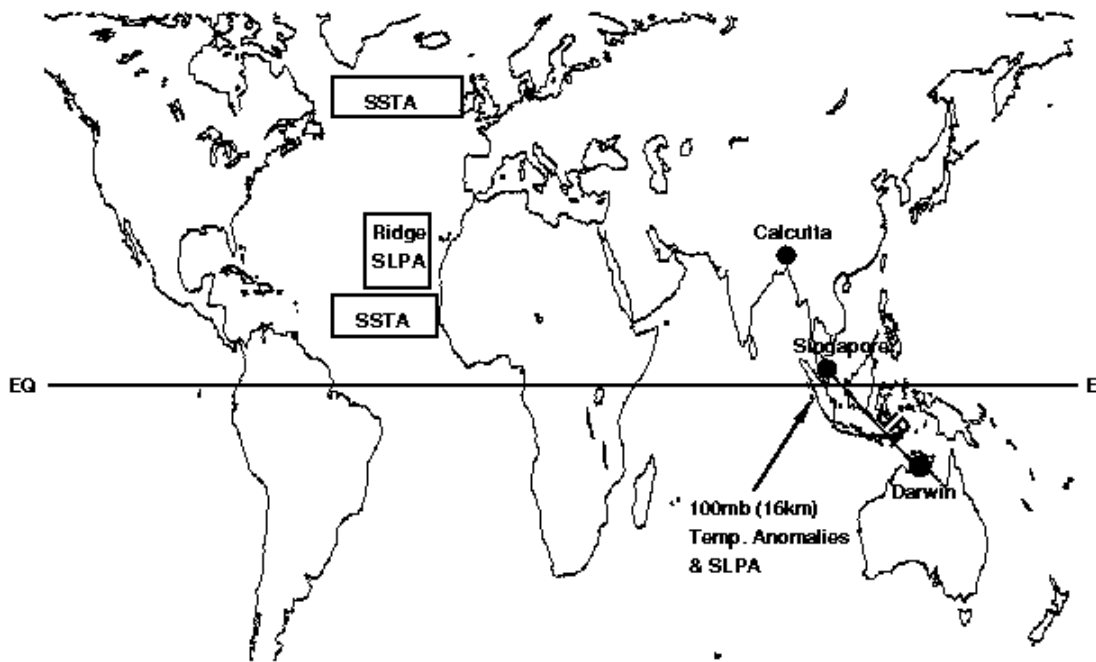 SSTA
Ridge
SLPA
SSTA
Calcutta
Singapore
EQ
E
Darwin
100mb (16km)
Temp. Anomalies
& SLPA